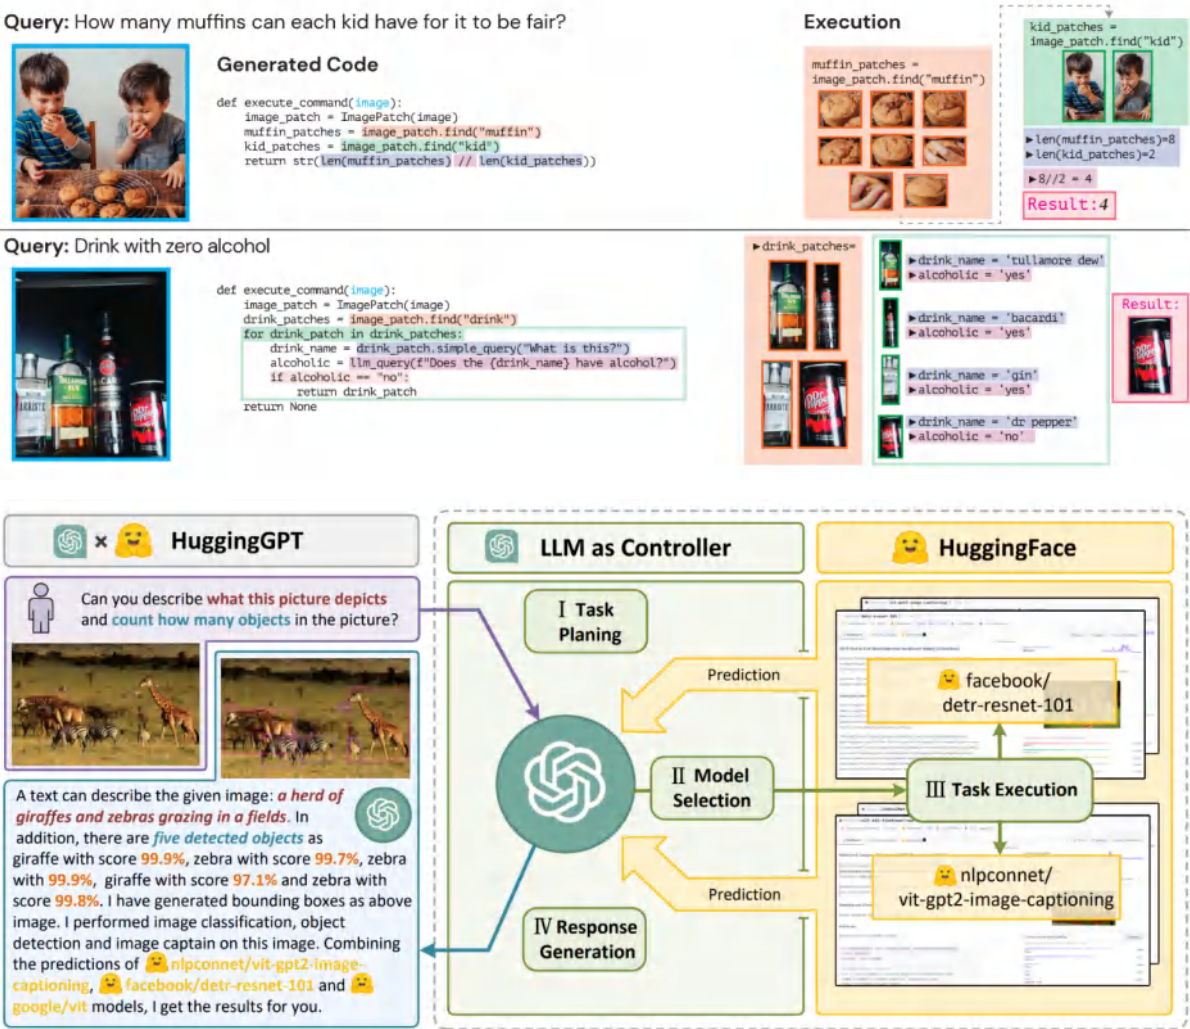 Query: How many muffins can each kid have for it to be fair?
Generated Code
def execute_command(image):
image_patch = ImagePatch(image)
muffin_patches = image_patch.find("muffin")
kid_patches = image_patch.find("kid")
return str(len(muffin_patches) // len(kid_patches))
Execution
muffin_patches =
image_patch.find("muffin")
kid_patches =
image_patch.find("kid")
▶len(muffin_patches)=8
▶len(kid_patches)=2
▶8//2 = 4
Result:4
Query: Drink with zero alcohol
def execute_command(image):
image_patch = ImagePatch(image)
drink_patches = image_patch.find("drink")
for drink_patch in drink_patches:
drink_name = drink_patch.simple_query("What is this?")
alcoholic = llm_query(f"Does the {drink_name} have alcohol?")
if alcoholic == "no":
return drink_patch
return None
▶drink_patches=
▶drink_name = 'tullamore dew'
▶alcoholic = 'yes'
▶drink_name = 'bacardi'
▶alcoholic = 'yes'
▶drink_name = 'gin'
▶alcoholic = 'yes'
▶drink_name = 'dr pepper'
▶alcoholic = 'no'
Result:
× HuggingGPT
Can you describe what this picture depicts
and count how many objects in the picture?
A text can describe the given image: a herd of
giraffes and zebras grazing in a fields. In
addition, there are five detected objects as
giraffe with score 99.9%, zebra with score 99.7%, zebra
with 99.9%, giraffe with score 97.1% and zebra with
score 99.8%. I have generated bounding boxes as above
image. I performed image classification, object
detection and image captain on this image. Combining
the predictions of nlpconnet/vit-gpt2-image-
captioning, facebook/detr-resnet-101 and
google/vit models, I get the results for you.
LLM as Controller
I Task
Planing
Prediction
II Model
Selection
Prediction
IV Response
Generation
HuggingFace
facebook/
detr-resnet-101
III Task Execution
nlpconnet/
vit-gpt2-image-captioning